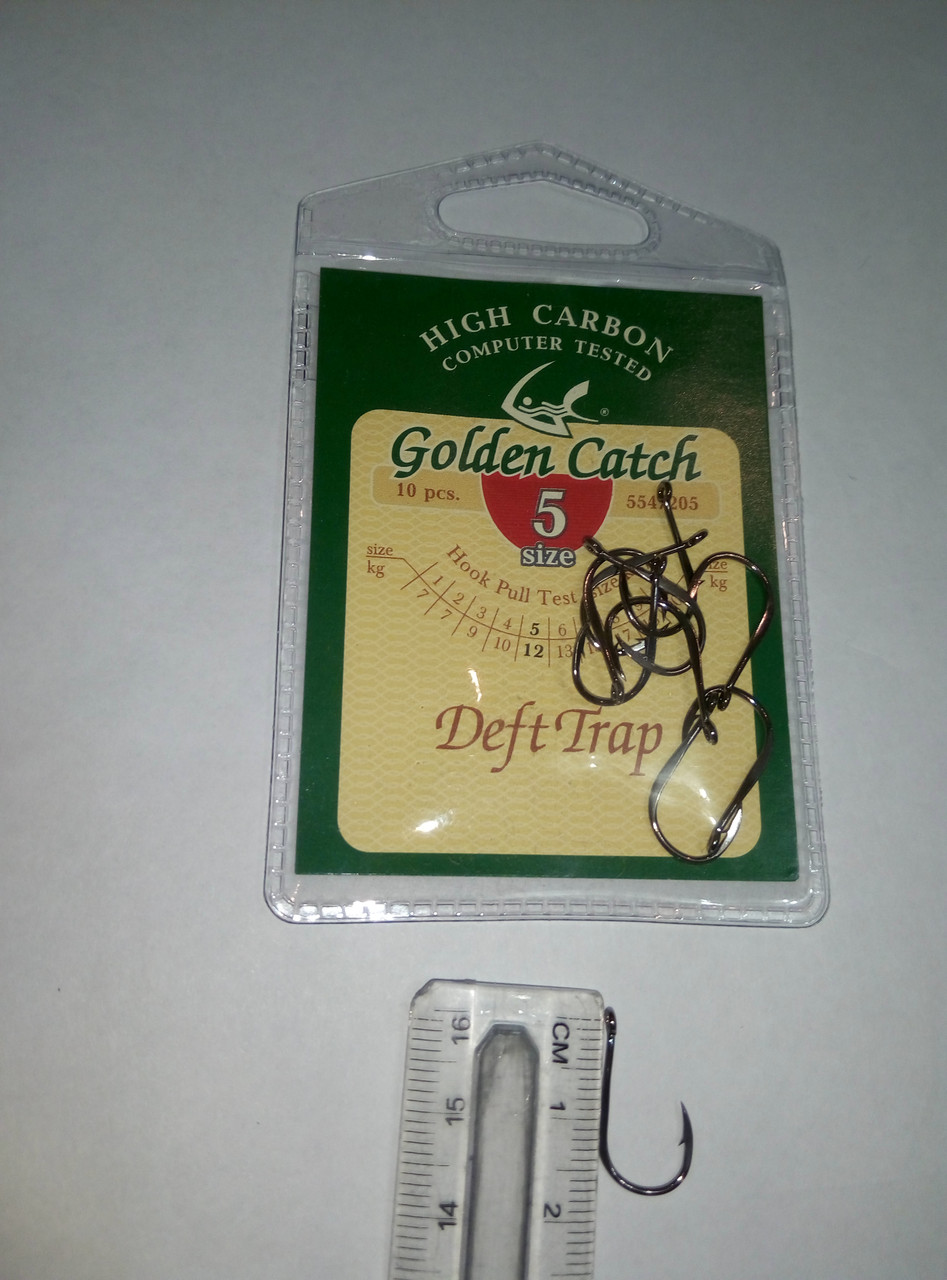 HIGH CARBON
COMPUTER TESTED
®
Golden Catch
10 pcs.
5
size
size
kg
Hook Pull Test
size
kg
1 2 3 4 5 6
7 7 9 10 12 13
Deft Trap
16 CM
15 1
14 2